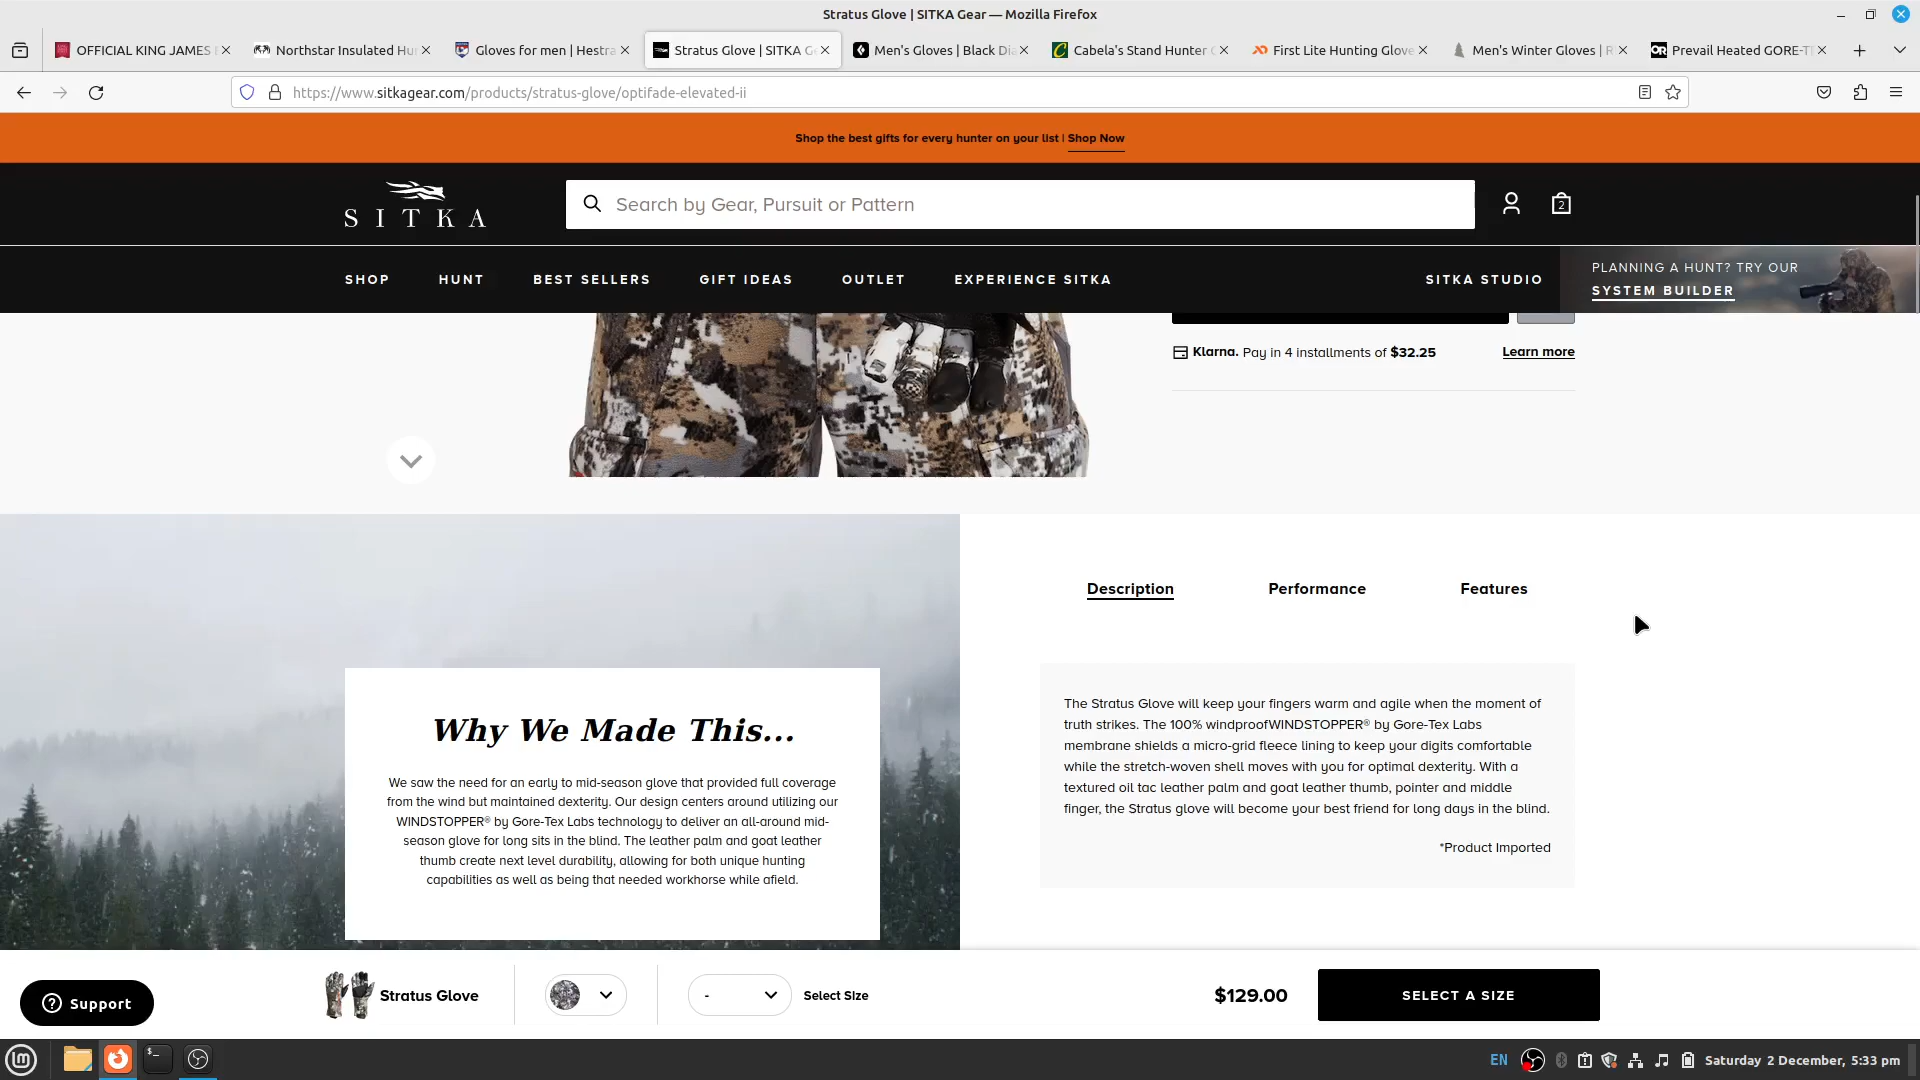 Stratus Glove | SITKA Gear — Mozilla Firefox
OFFICIAL KING JAMES
Northstar Insulated Hu
Gloves for men | Hestra
Stratus Glove | SITKA G
Men's Gloves | Black Di
Cabela's Stand Hunter
First Lite Hunting Glove
Men's Winter Gloves | R
Prevail Heated GORE-T
https://www.sitkagear.com/products/stratus-glove/optifade-elevated-ii
Shop the best gifts for every hunter on your list | Shop Now
SITKA
Search by Gear, Pursuit or Pattern
2
SHOP
HUNT
BEST SELLERS
GIFT IDEAS
OUTLET
EXPERIENCE SITKA
SITKA STUDIO
PLANNING A HUNT? TRY OUR
SYSTEM BUILDER
Klarna. Pay in 4 installments of $32.25
Learn more
Description
Performance
Features
Why We Made This...
We saw the need for an early to mid-season glove that provided full coverage
from the wind but maintained dexterity. Our design centers around utilizing our
WINDSTOPPER® by Gore-Tex Labs technology to deliver an all-around mid-
season glove for long sits in the blind. The leather palm and goat leather
thumb create next level durability, allowing for both unique hunting
capabilities as well as being that needed workhorse while afield.
The Stratus Glove will keep your fingers warm and agile when the moment of
truth strikes. The 100% windproofWINDSTOPPER® by Gore-Tex Labs
membrane shields a micro-grid fleece lining to keep your digits comfortable
while the stretch-woven shell moves with you for optimal dexterity. With a
textured oil tac leather palm and goat leather thumb, pointer and middle
finger, the Stratus glove will become your best friend for long days in the blind.
*Product Imported
Support
Stratus Glove
-
Select Size
$129.00
SELECT A SIZE
EN
Saturday 2 December, 5:33 pm